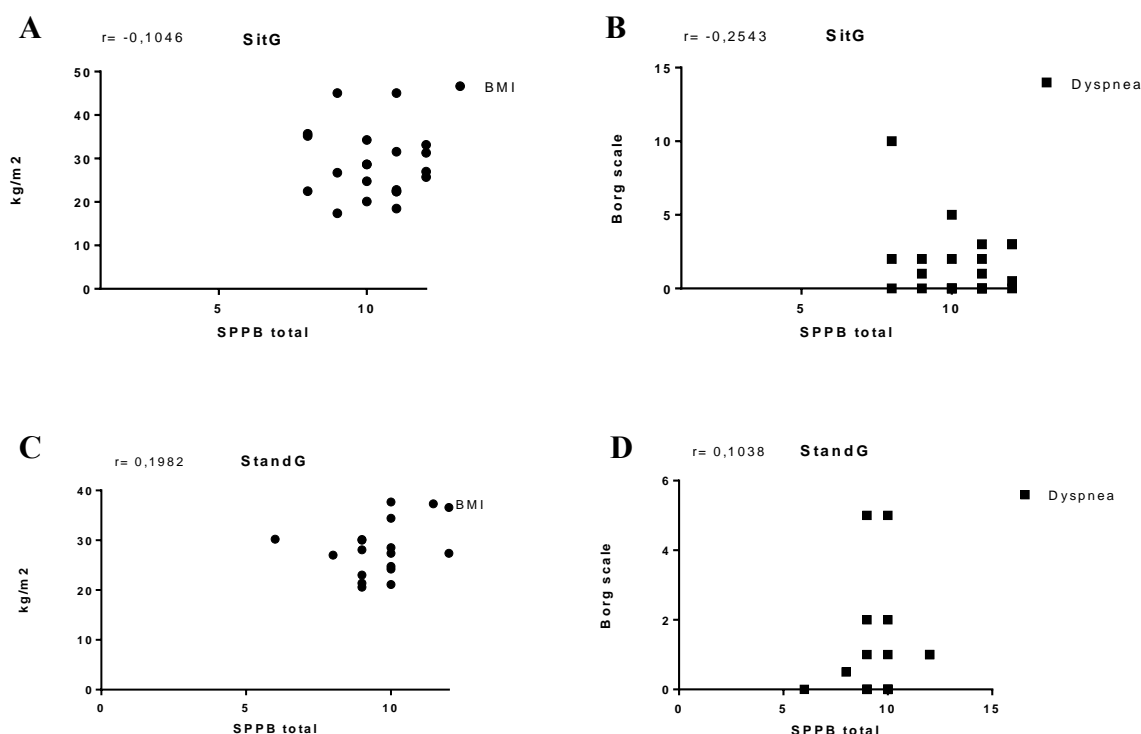 A
r= -0,1046
SitG
50
40
30
20
10
0
kg/m2
5
10
SPPB total
BMI
B
r= -0,2543
SitG
15
10
5
0
Borg scale
5
10
SPPB total
Dyspnea
C
r= 0,1982
StandG
40
30
20
10
0
kg/m2
0
5
10
SPPB total
BMI
D
r= 0,1038
StandG
6
4
2
0
Borg scale
0
5
10
15
SPPB total
Dyspnea